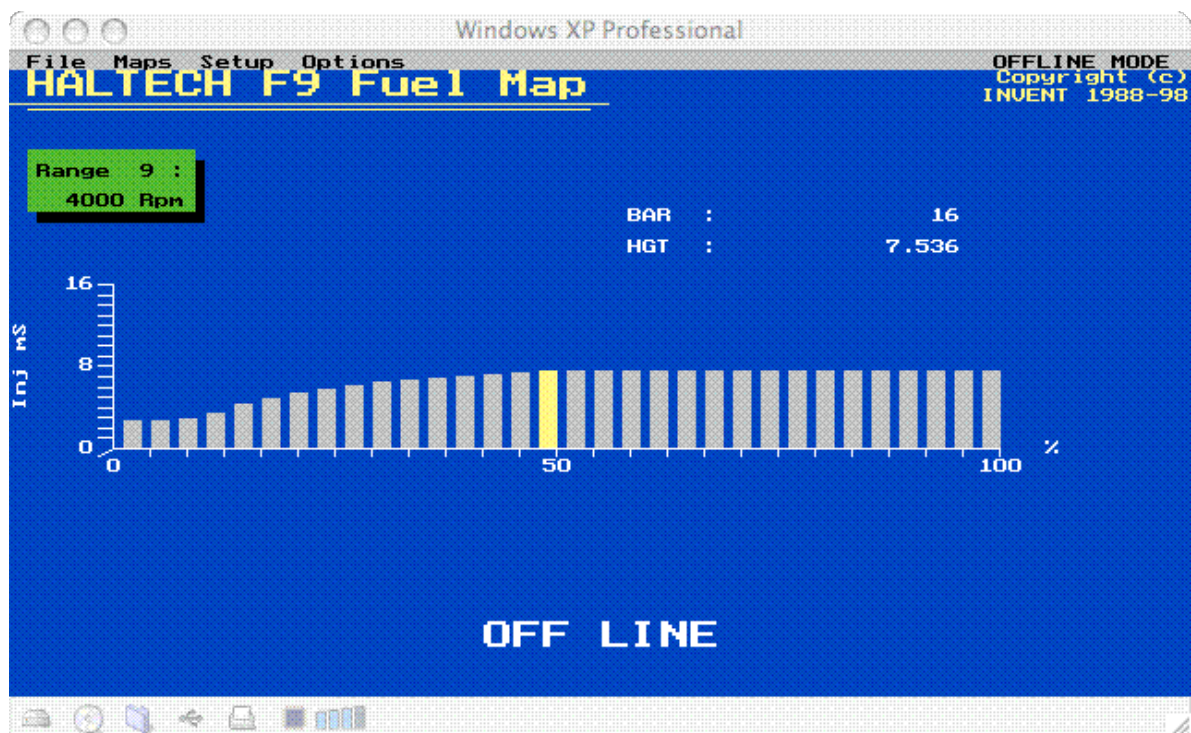 Windows XP Professional
File Maps Setup Options OFFLINE MODE
HALTECH F9 Fuel Map
Copyright (c)
INVENT 1988-98
Range 9 :
4000 Rpm
BAR : 16
HGT : 7.536
16
8
0
Inj mS
0 50 100 %
OFF LINE